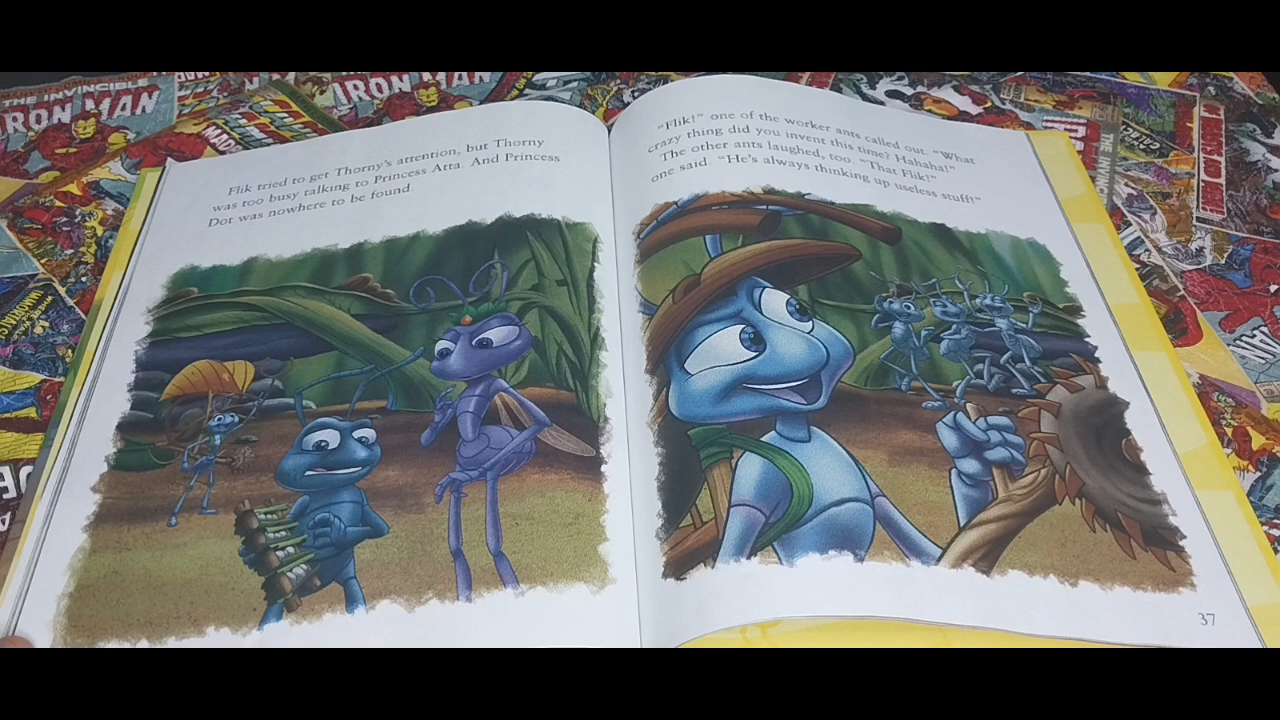 Flik tried to get Thorny's attention, but Thorny
was too busy talking to Princess Atta. And Princess
Dot was nowhere to be found.
"Flik!" one of the worker ants called out. "What
crazy thing did you invent this time? Hahaha!"
The other ants laughed, too. "That Flik!"
one said. "He's always thinking up useless stuff!"
37
THE INVINCIBLE
IRON MAN
IRON MAN